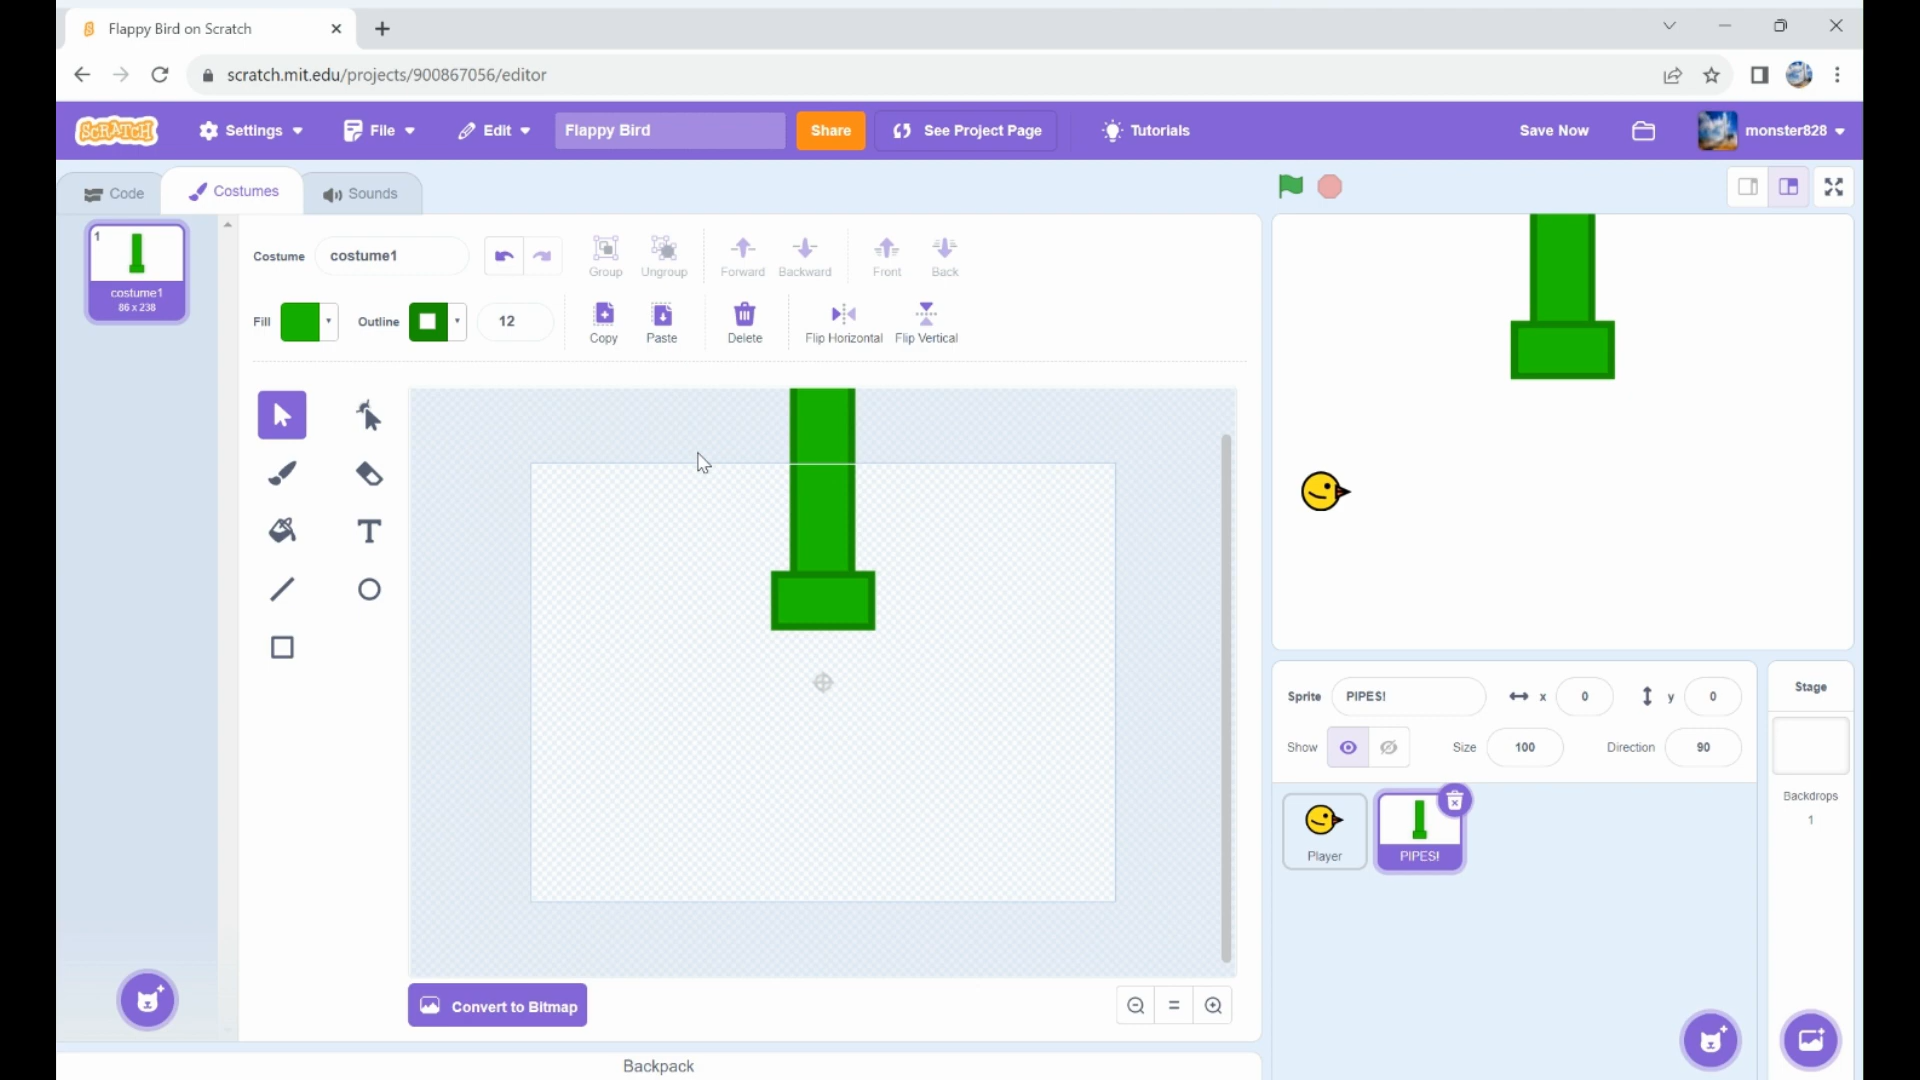 Flappy Bird on Scratch
scratch.mit.edu/projects/900867056/editor
SCRATCH Settings File Edit Flappy Bird Share See Project Page Tutorials Save Now monster828
Code Costumes Sounds
1
costume1
86 x 238
Costume costume1 Group Ungroup Forward Backward Front Back
Fill Outline 12 Copy Paste Delete Flip Horizontal Flip Vertical
T
Convert to Bitmap
Backpack
Sprite PIPES! x 0 y 0
Show Size 100 Direction 90
Player PIPES!
Stage
Backdrops
1